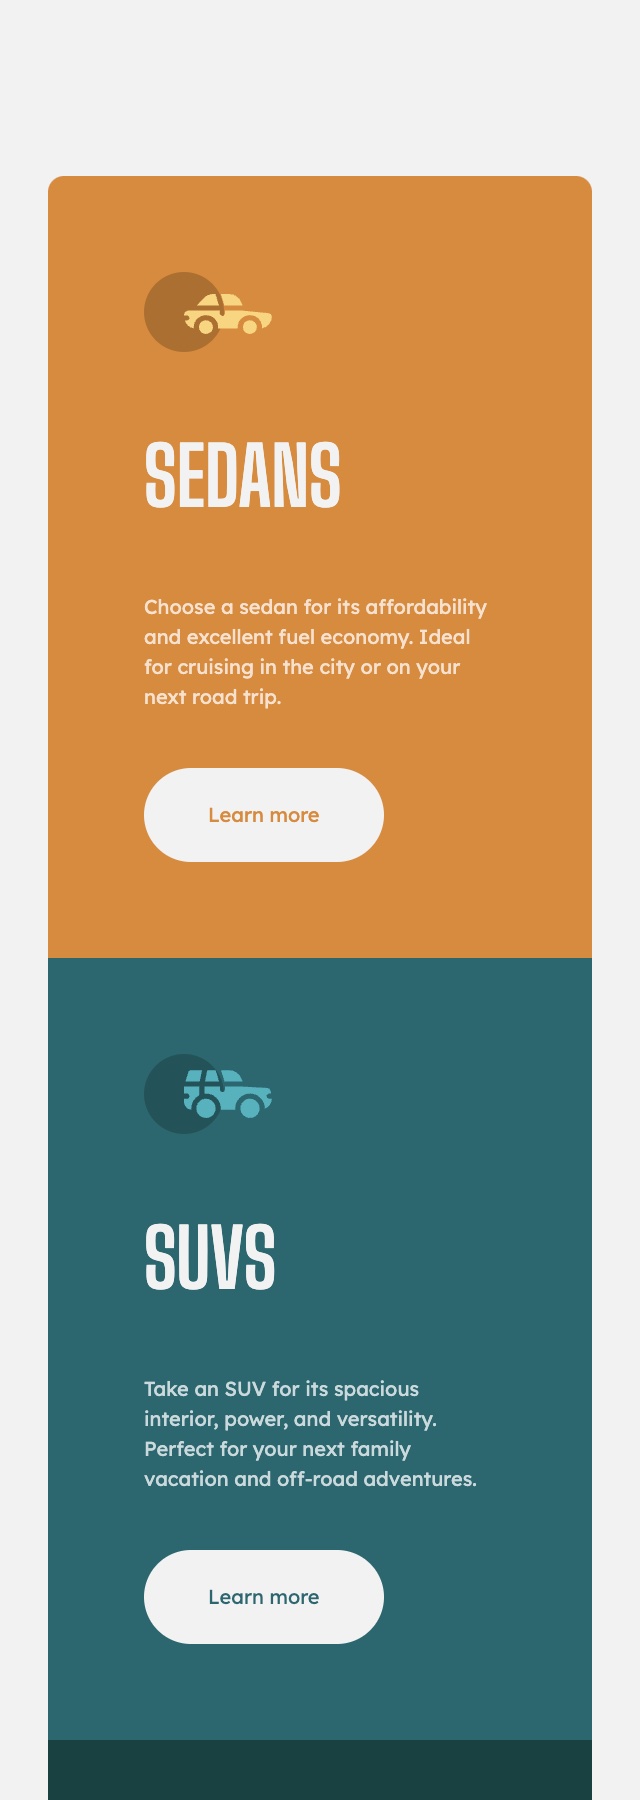 SEDANS
Choose a sedan for its affordability
and excellent fuel economy. Ideal
for cruising in the city or on your
next road trip.
Learn more
SUVS
Take an SUV for its spacious
interior, power, and versatility.
Perfect for your next family
vacation and off-road adventures.
Learn more